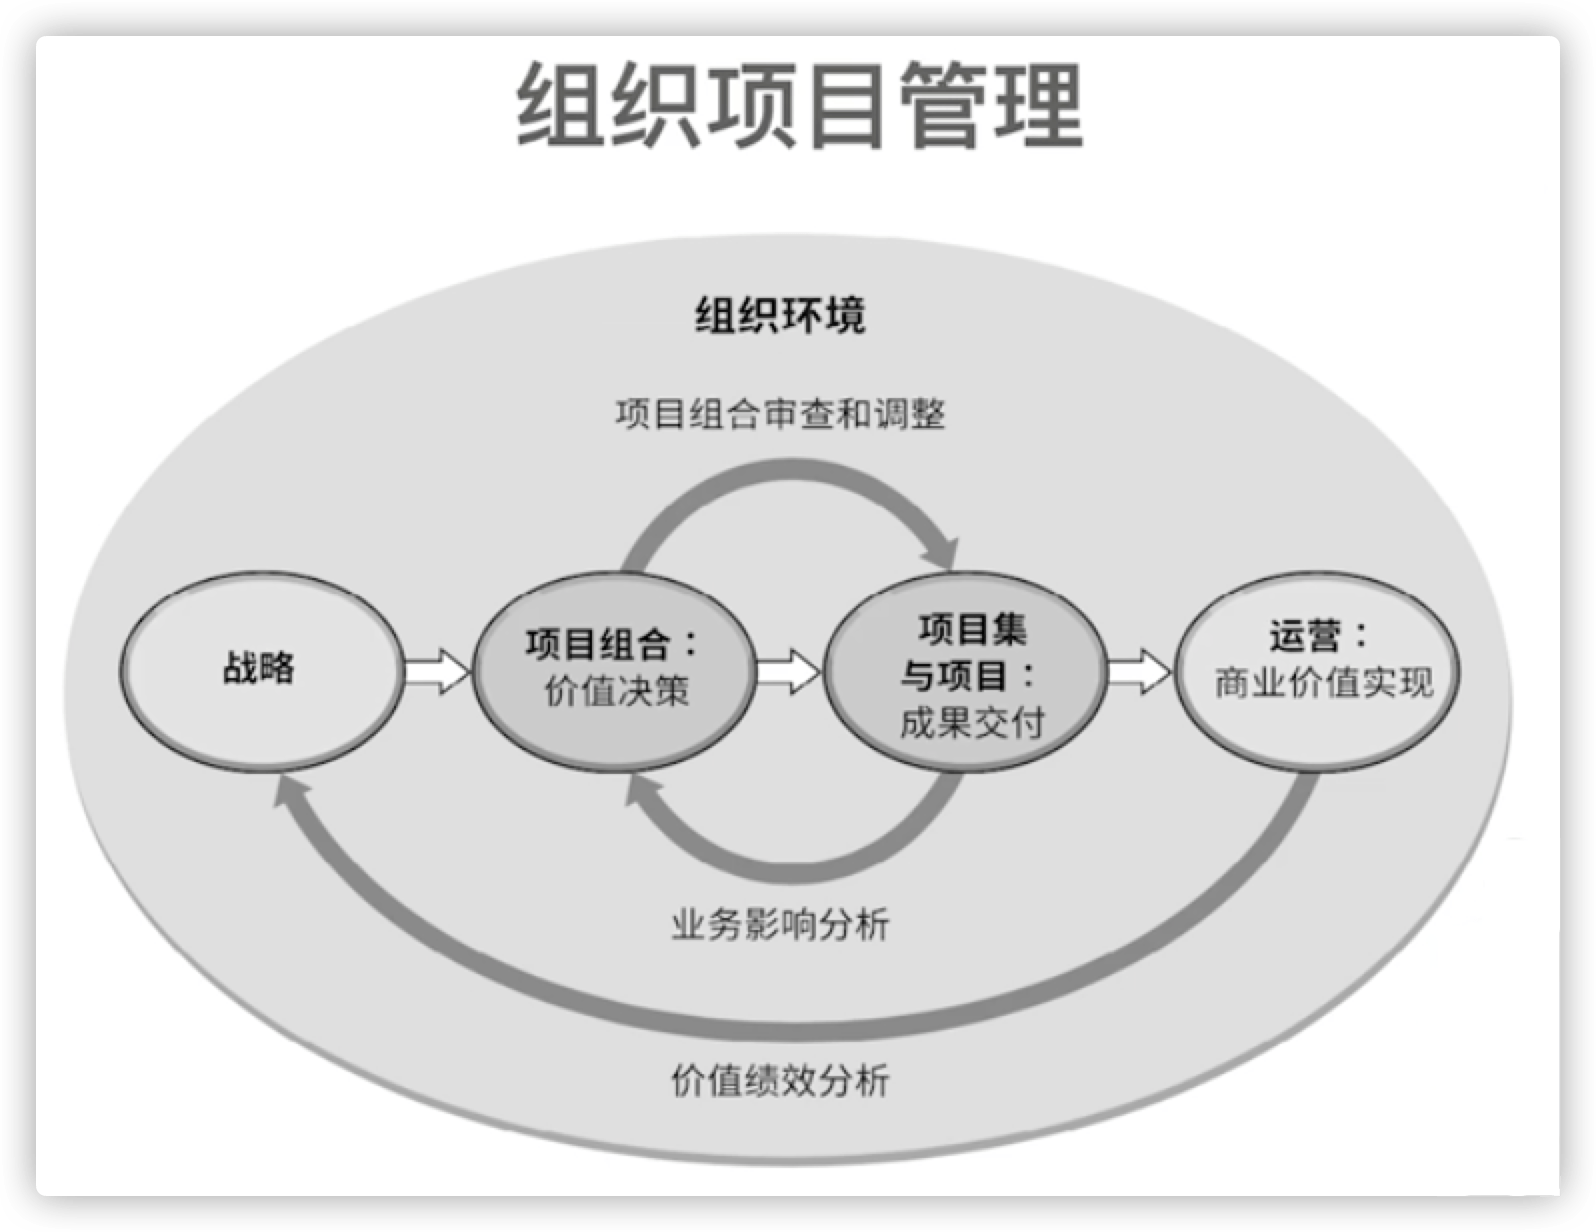 组织项目管理
组织环境
项目组合审查和调整
战略
项目组合：
价值决策
项目集
与项目：
成果交付
运营：
商业价值实现
业务影响分析
价值绩效分析